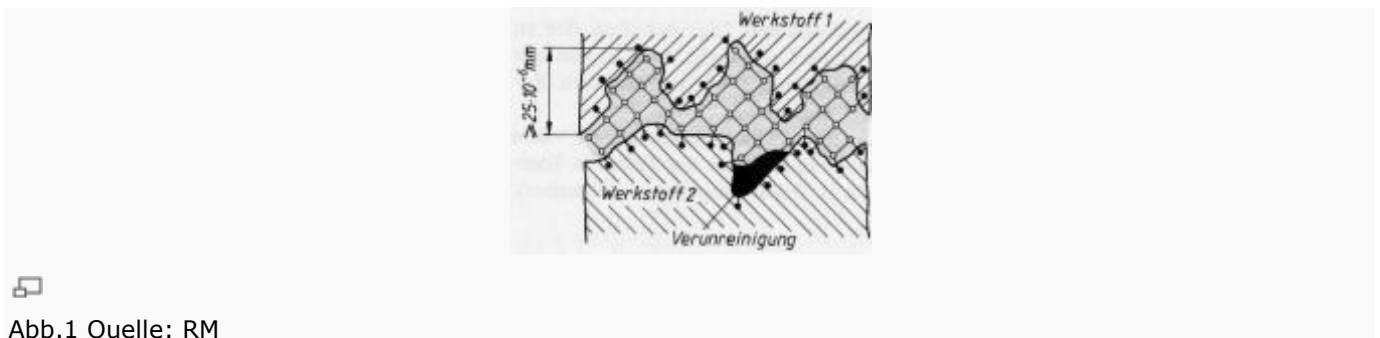 Werkstoff 1
≥25·10⁻⁶mm
Werkstoff 2
Verunreinigung
Abb.1 Quelle: RM